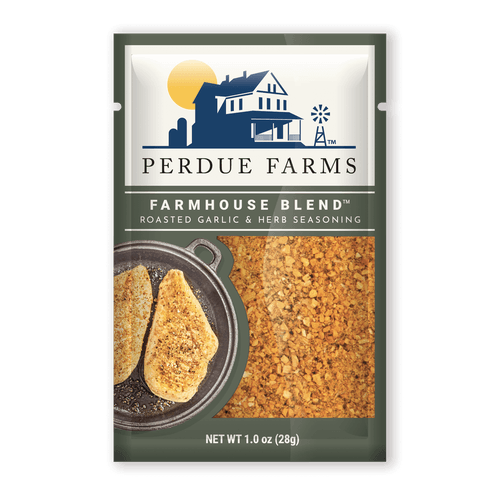 ™
PERDUE FARMS
FARMHOUSE BLEND™
ROASTED GARLIC & HERB SEASONING
NET WT 1.0 oz (28g)